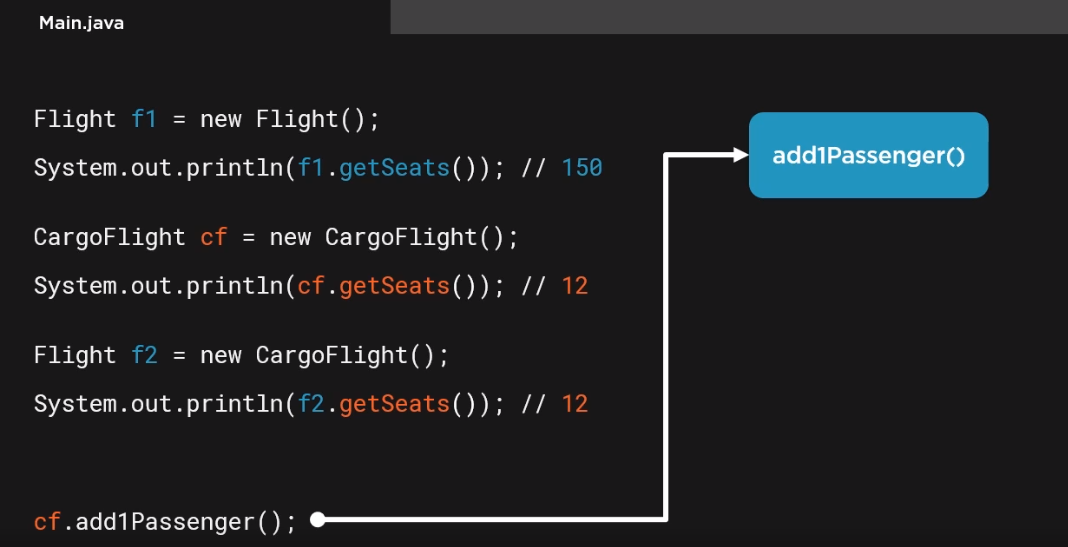 Main.java
Flight f1 = new Flight();
System.out.println(f1.getSeats()); // 150
add1Passenger()
CargoFlight cf = new CargoFlight();
System.out.println(cf.getSeats()); // 12
Flight f2 = new CargoFlight();
System.out.println(f2.getSeats()); // 12
cf.add1Passenger();